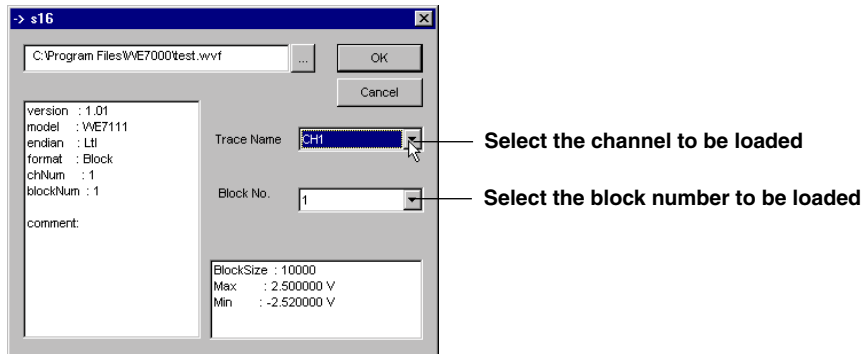 -> s16
C:\Program Files\WE7000\test.wvf
...
OK
Cancel
version : 1.01
model : WE7111
endian : Ltl
format : Block
chNum : 1
blockNum : 1
comment:
Trace Name CH1
Select the channel to be loaded
Block No. 1
Select the block number to be loaded
BlockSize : 10000
Max : 2.500000 V
Min : -2.520000 V